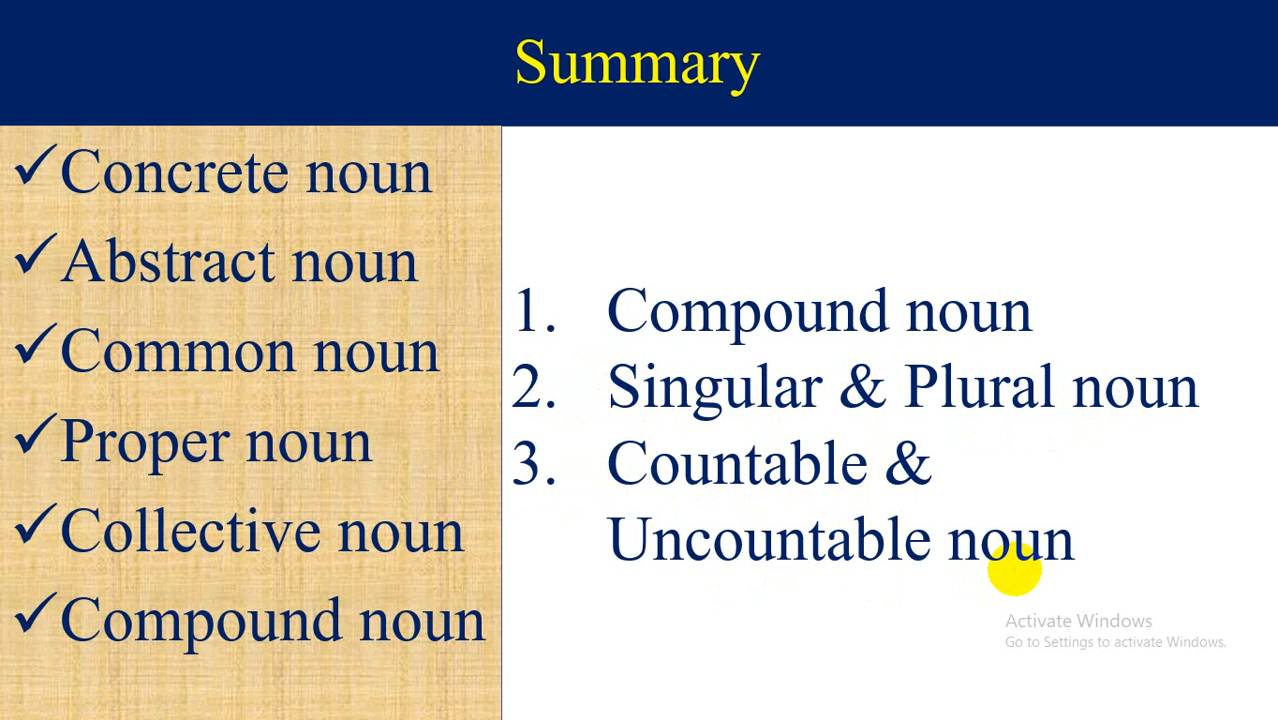 Summary
✓Concrete noun
✓Abstract noun
✓Common noun
✓Proper noun
✓Collective noun
✓Compound noun
1. Compound noun
2. Singular & Plural noun
3. Countable &
Uncountable noun
Activate Windows
Go to Settings to activate Windows.